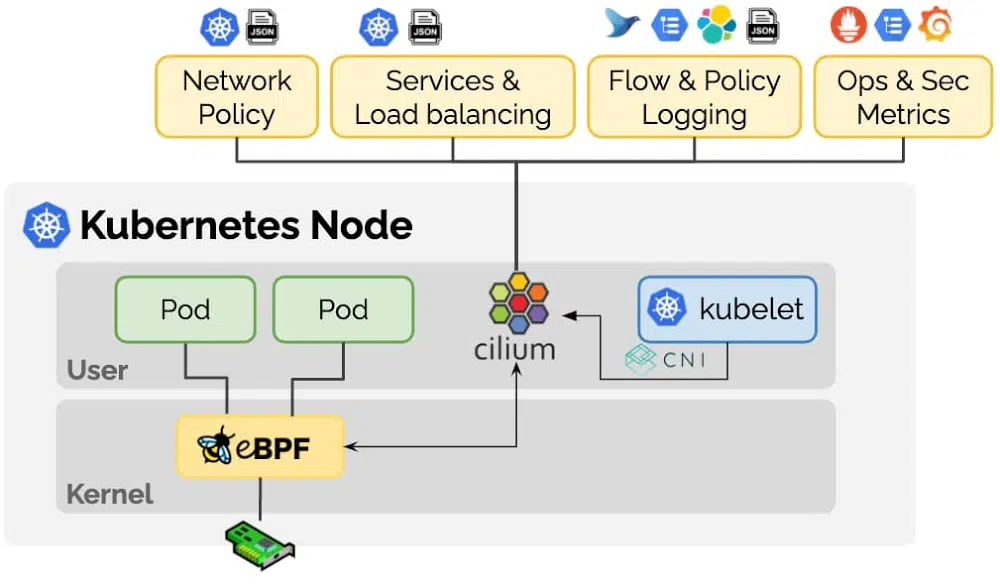 JSON
JSON
JSON
Network
Policy
Services &
Load balancing
Flow & Policy
Logging
Ops & Sec
Metrics
Kubernetes Node
Pod
Pod
cilium
kubelet
CNI
User
eBPF
Kernel